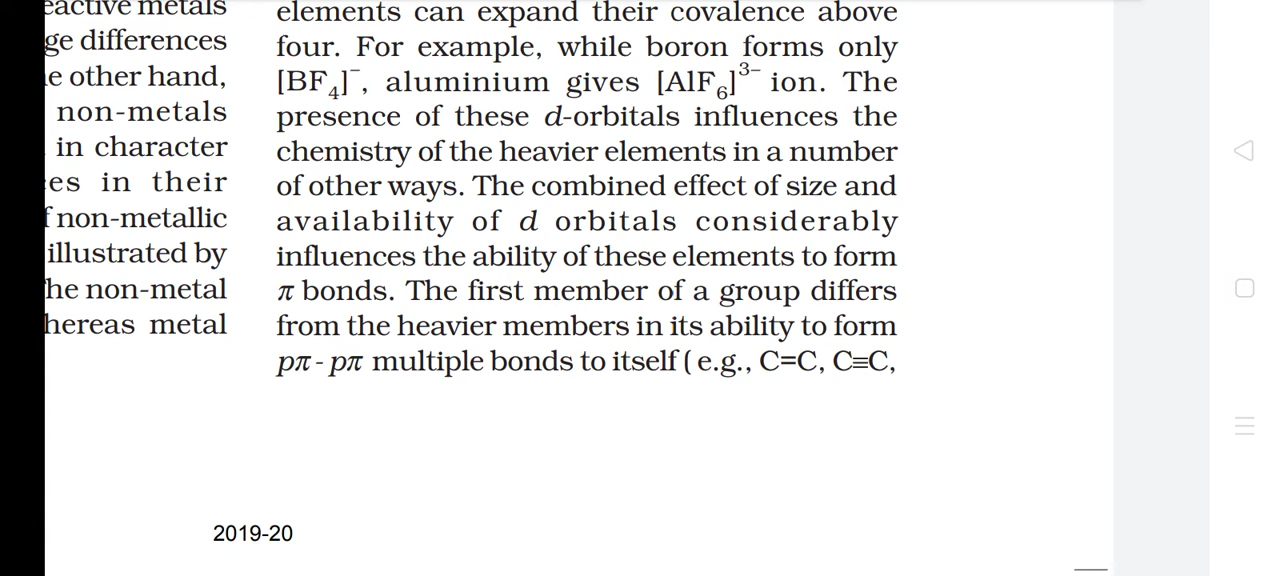 eactive metals
ge differences
e other hand,
non-metals
in character
es in their
f non-metallic
illustrated by
he non-metal
hereas metal
elements can expand their covalence above
four. For example, while boron forms only
[BF₄]⁻, aluminium gives [AlF₆]³⁻ ion. The
presence of these d-orbitals influences the
chemistry of the heavier elements in a number
of other ways. The combined effect of size and
availability of d orbitals considerably
influences the ability of these elements to form
π bonds. The first member of a group differs
from the heavier members in its ability to form
pπ - pπ multiple bonds to itself ( e.g., C=C, C≡C,
2019-20